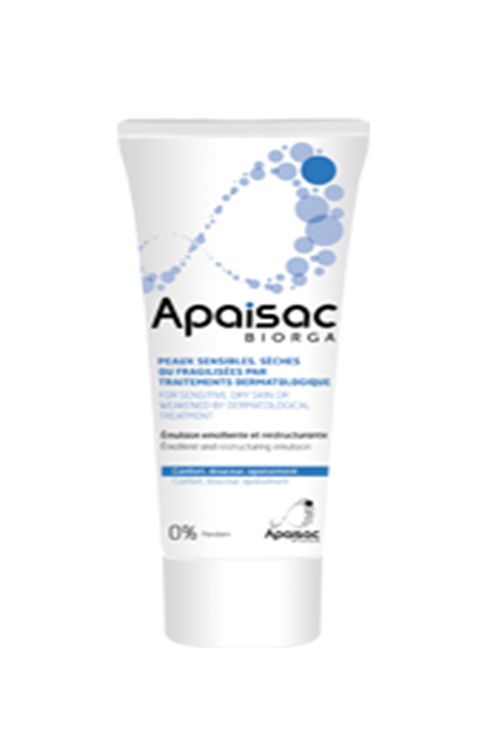 Apaisac
BIORGA
PEAUX SENSIBLES, SÈCHES
OU FRAGILISÉES PAR
TRAITEMENTS DERMATOLOGIQUE
FOR SENSITIVE, DRY SKIN OR
WEAKENED BY DERMATOLOGICAL
TREATMENT
Émulsion émolliente et restructurante
Emollient and restructuring emulsion
Confort, douceur, apaisement
Confort, douceur, apaisement
0% Paraben
Apaisac